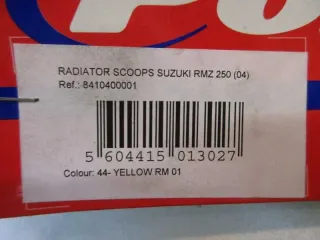 RADIATOR SCOOPS SUZUKI RMZ 250 (04)
Ref.: 8410400001
5 604415 013027
Colour: 44- YELLOW RM 01